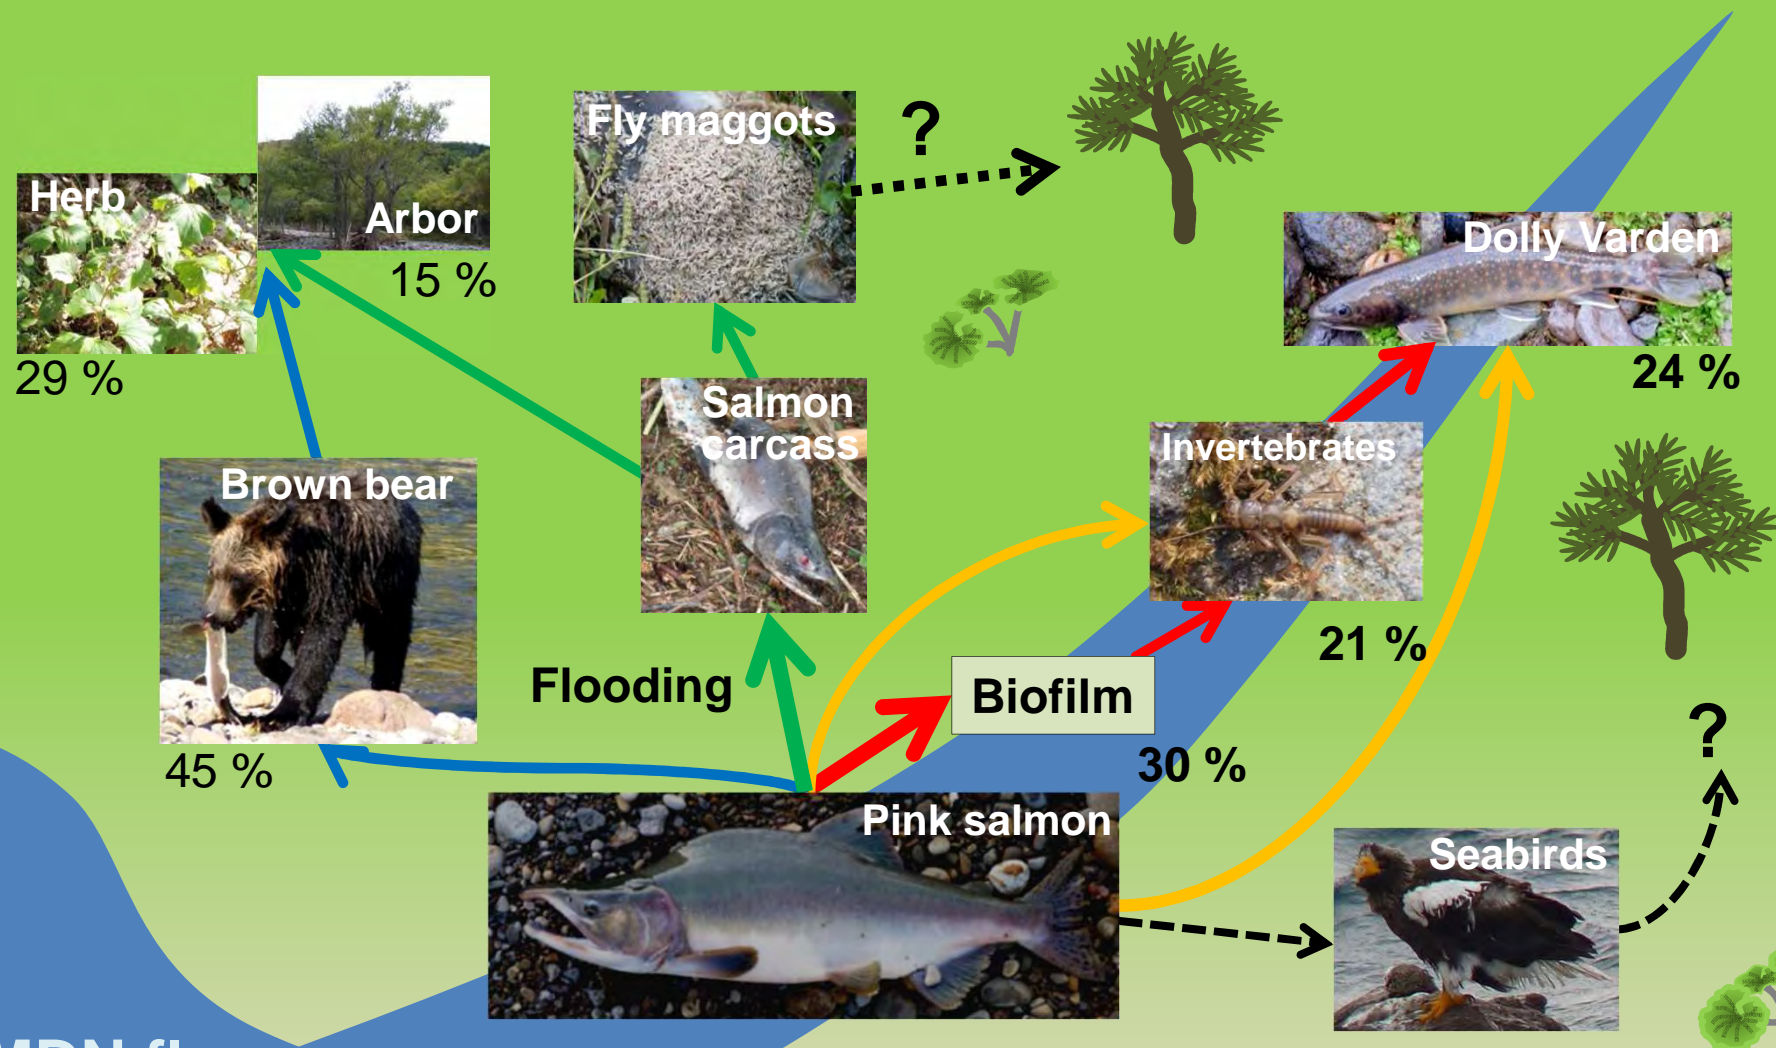 Fly maggots
?
Herb
Arbor
15 %
Dolly Varden
24 %
29 %
Salmon
carcass
Invertebrates
Brown bear
21 %
Flooding
Biofilm
30 %
?
45 %
Pink salmon
Seabirds